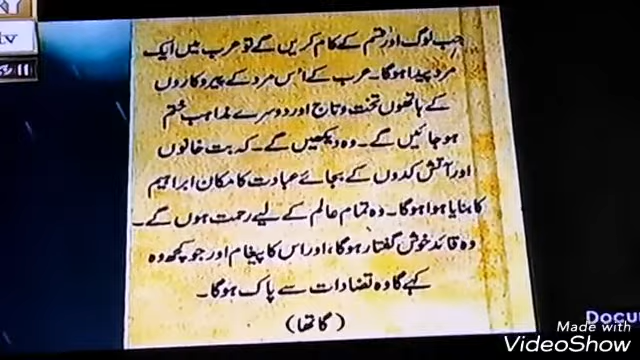 جب لوگ اور قسم کے کام کریں گے تو عرب میں ایک
مرد پیدا ہوگا۔ عرب کے اُس مرد کے پیروکاروں
کے ہاتھوں تخت و تاج اور دوسرے مذاہب ختم
ہو جائیں گے۔ وہ دیکھیں گے۔ کہ بت خانوں
اور آتش کدوں کے بجائے عبادت کا مکان ابراہیم
کا بنایا ہوا ہوگا۔ وہ تمام عالم کے لیے رحمت ہوں گے۔
وہ قائد خوش گفتار ہوگا، اور اس کا پیغام اور جو کچھ وہ
کہے گا وہ تضادات سے پاک ہوگا۔
(گاتھا)
tv
Docu
Made with
VideoShow